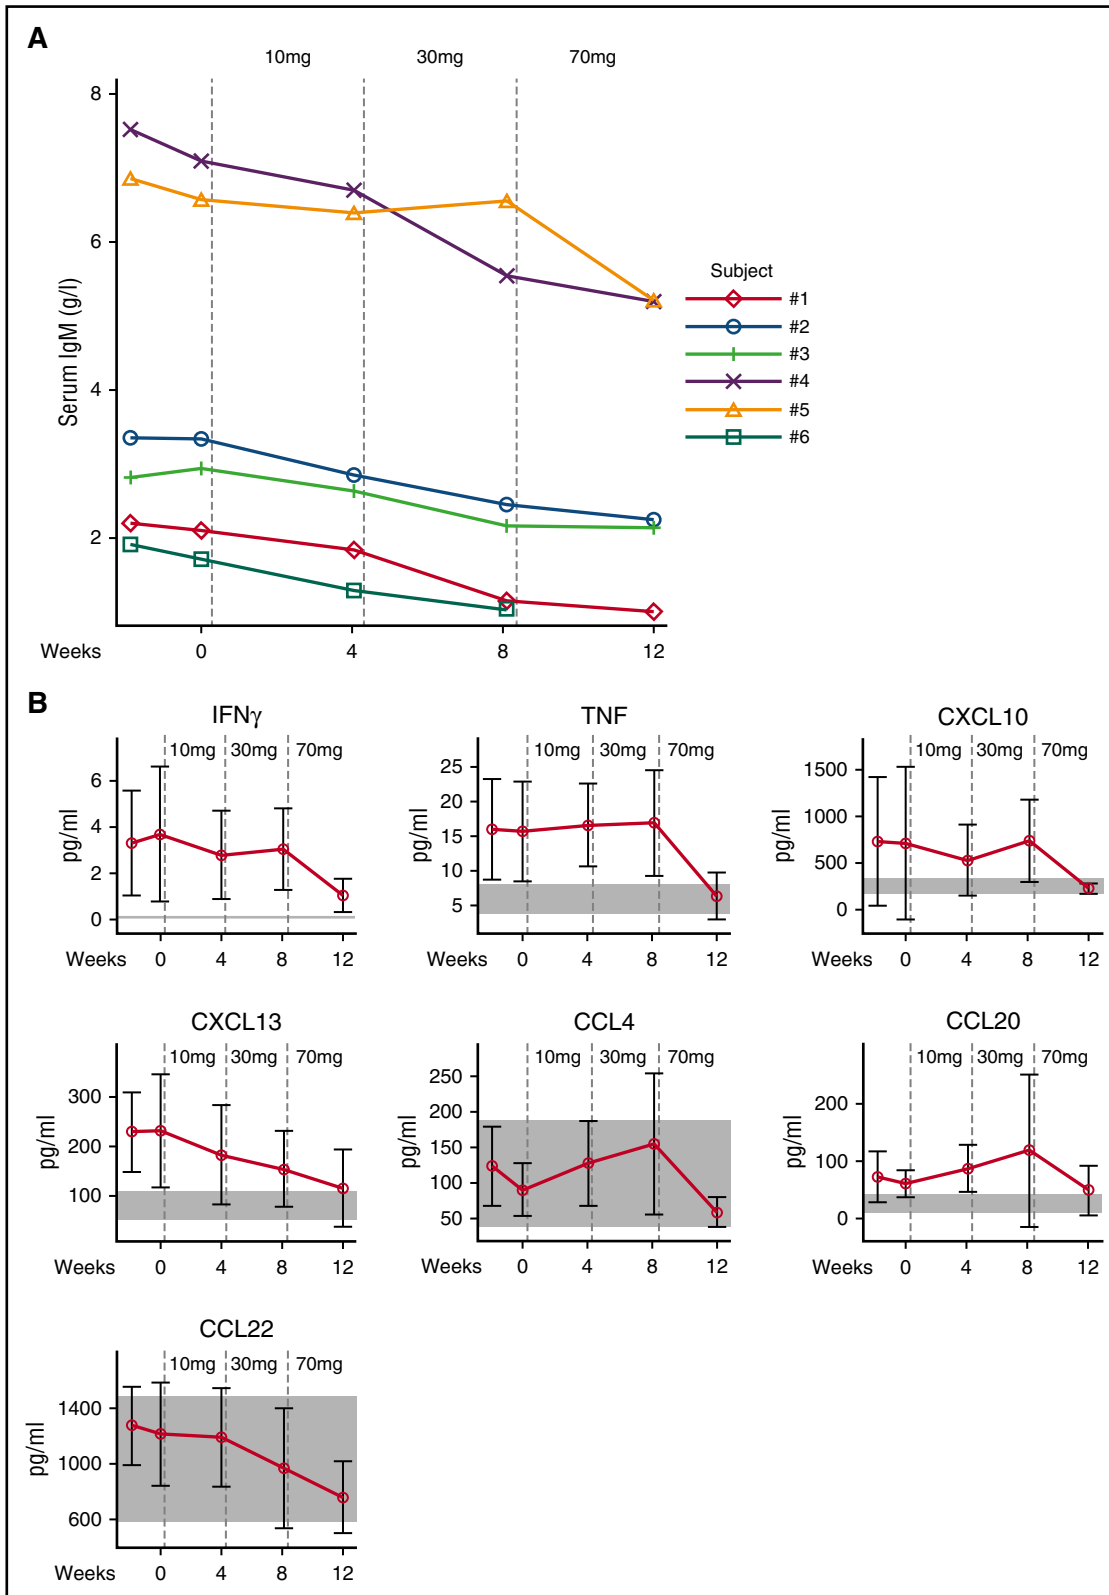 A
10mg 30mg 70mg
8
6
4
2
Serum IgM (g/l)
Weeks 0 4 8 12
Subject
#1
#2
#3
#4
#5
#6
B
IFNγ
10mg 30mg 70mg
6
4
2
0
pg/ml
Weeks 0 4 8 12
TNF
10mg 30mg 70mg
25
20
15
10
5
pg/ml
Weeks 0 4 8 12
CXCL10
10mg 30mg 70mg
1500
1000
500
0
pg/ml
Weeks 0 4 8 12
CXCL13
10mg 30mg 70mg
300
200
100
pg/ml
Weeks 0 4 8 12
CCL4
10mg 30mg 70mg
250
200
150
100
50
pg/ml
Weeks 0 4 8 12
CCL20
10mg 30mg 70mg
200
100
0
pg/ml
Weeks 0 4 8 12
CCL22
10mg 30mg 70mg
1400
1000
600
pg/ml
Weeks 0 4 8 12